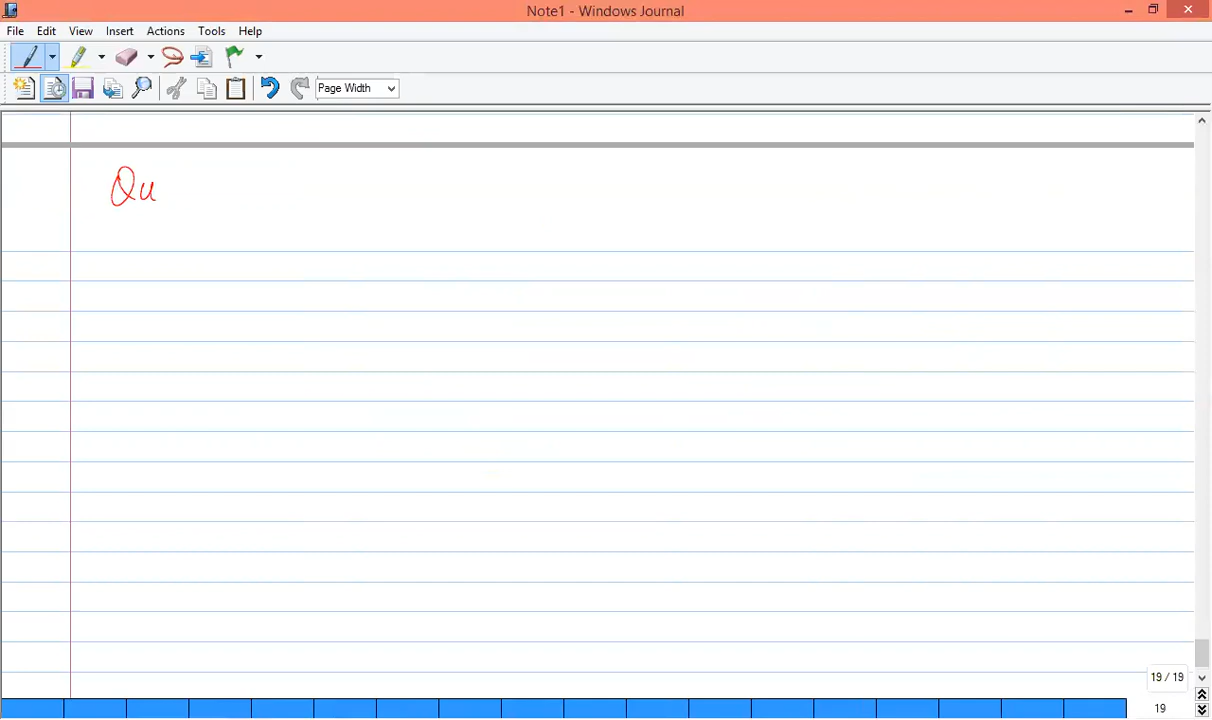 Note1 - Windows Journal
File Edit View Insert Actions Tools Help
Page Width
Qu
19 / 19
19